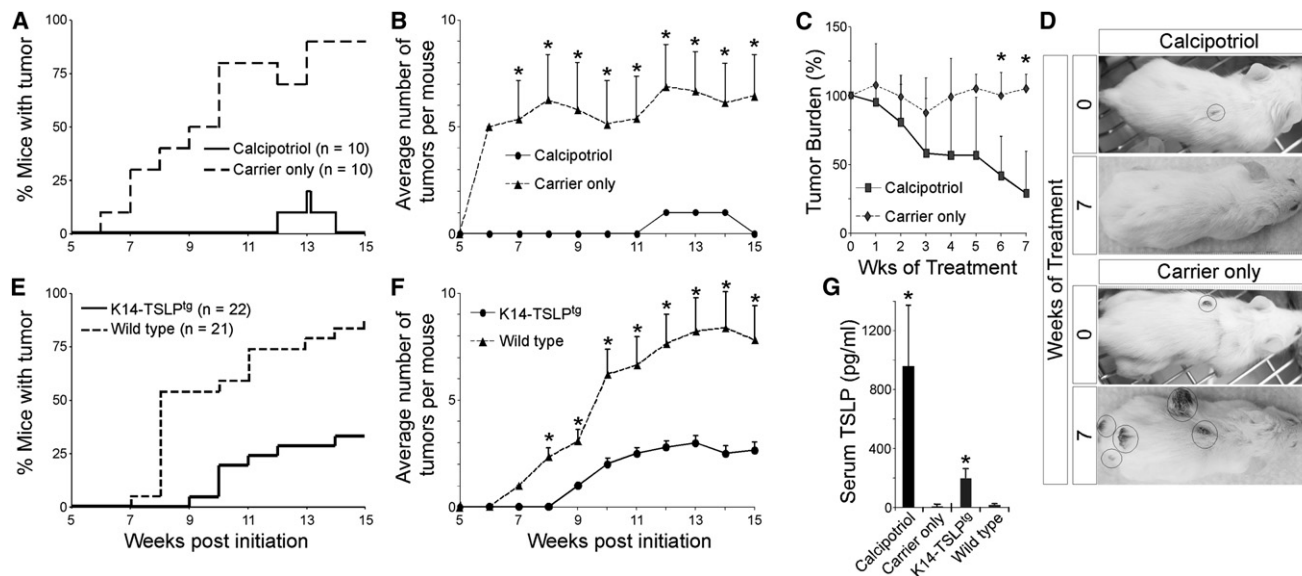 A
% Mice with tumor
100
75
50
25
0
Calcipotriol (n = 10)
Carrier only (n = 10)
5 7 9 11 13 15
B
Average number of
tumors per mouse
10
5
0
* * * * * * * * *
Calcipotriol
Carrier only
5 7 9 11 13 15
C
Tumor Burden (%)
150
100
50
0
* *
Calcipotriol
Carrier only
0 1 2 3 4 5 6 7
Wks of Treatment
D
Calcipotriol
0
7
Carrier only
0
7
Weeks of Treatment
E
% Mice with tumor
100
75
50
25
0
K14-TSLPtg (n = 22)
Wild type (n = 21)
5 7 9 11 13 15
Weeks post initiation
F
Average number of
tumors per mouse
10
5
0
K14-TSLPtg
Wild type
* * * * * * * *
5 7 9 11 13 15
Weeks post initiation
G
Serum TSLP (pg/ml)
1200
800
400
0
* *
Calcipotriol
Carrier only
K14-TSLPtg
Wild type